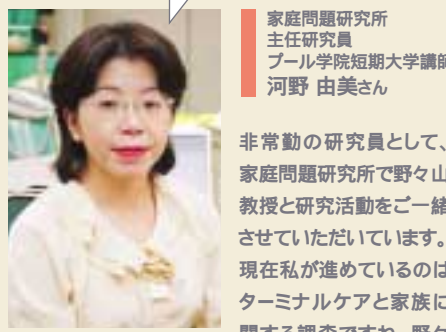 家庭問題研究所
主任研究員
プール学院短期大学講師
河野 由美さん
非常勤の研究員として、
家庭問題研究所で野々山
教授と研究活動をご一緒
させていただいています。
現在私が進めているのは
ターミナルケアと家族に
関する調査ですね。野々